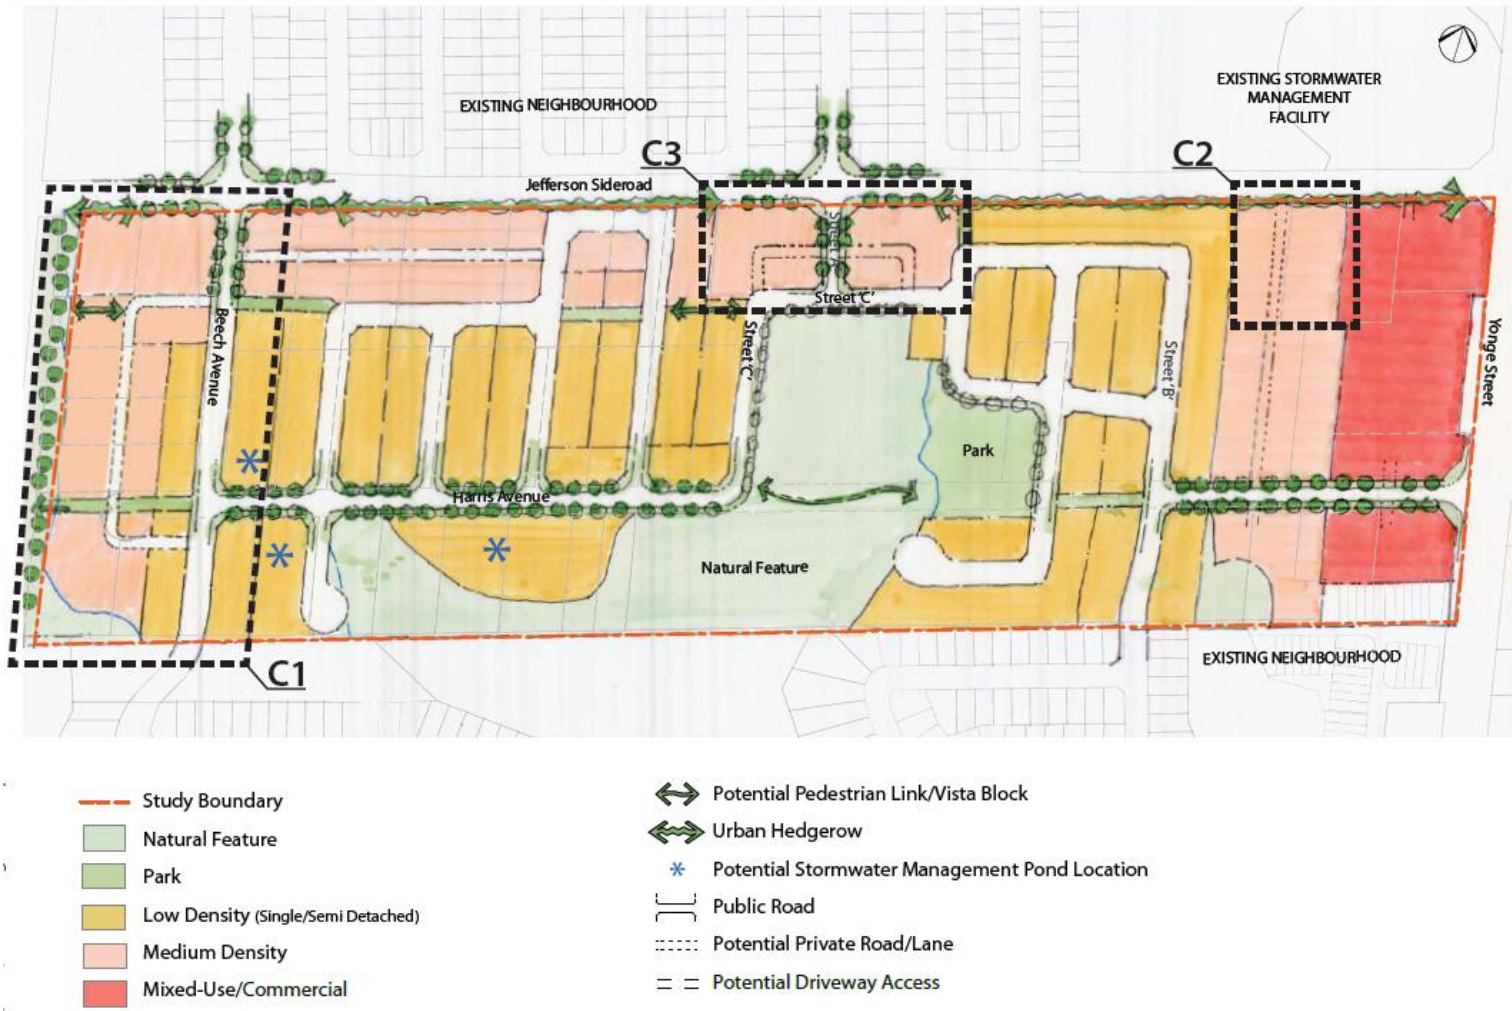 EXISTING NEIGHBOURHOOD
EXISTING STORMWATER
MANAGEMENT
FACILITY
C3
C2
Jefferson Sideroad
Street 'A'
Street 'C'
Beech Avenue
Street 'C'
Street 'B'
Yonge Street
Park
Harris Avenue
Natural Feature
EXISTING NEIGHBOURHOOD
C1
Study Boundary
Natural Feature
Park
Low Density (Single/Semi Detached)
Medium Density
Mixed-Use/Commercial
Potential Pedestrian Link/Vista Block
Urban Hedgerow
Potential Stormwater Management Pond Location
Public Road
Potential Private Road/Lane
Potential Driveway Access